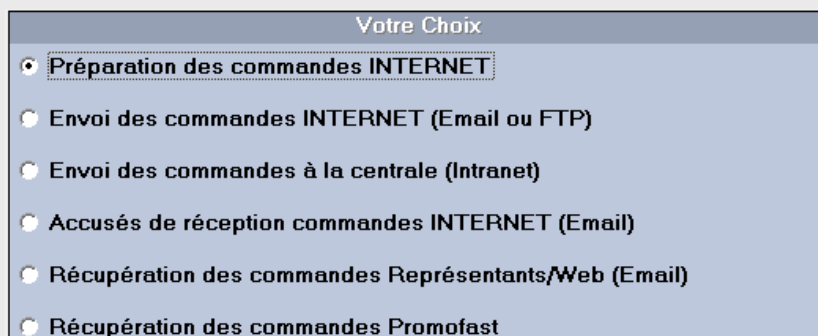 Votre Choix
Préparation des commandes INTERNET
Envoi des commandes INTERNET (Email ou FTP)
Envoi des commandes à la centrale (Intranet)
Accusés de réception commandes INTERNET (Email)
Récupération des commandes Représentants/Web (Email)
Récupération des commandes Promofast